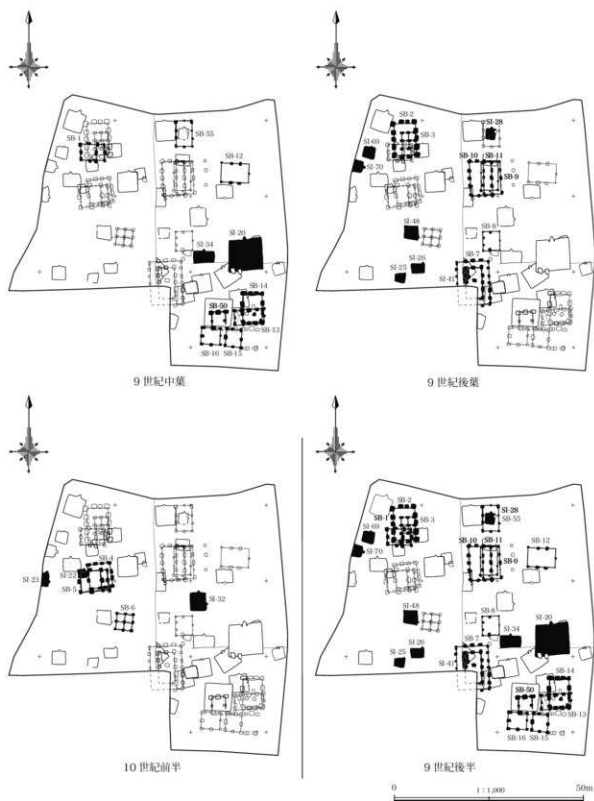 SB-1
SB-55
SB-12
SI-20
SI-34
SB-14
SB-50
SB-13
SB-16
SB-15
9世紀中葉
SB-2
SB-3
SI-28
SI-69
SI-70
SB-10
SB-11
SB-9
SI-48
SB-8
SI-26
SB-7
SI-25
SI-41
9世紀後葉
SB-4
SI-23
SI-22
SB-5
SI-32
SB-6
10世紀前半
SB-2
SB-1
SB-3
SI-28
SB-55
SI-69
SI-70
SB-10
SB-11
SB-12
SB-9
SI-48
SB-8
SI-20
SI-34
SI-26
SB-7
SI-25
SI-41
SB-14
SB-50
SB-13
SB-16
SB-15
9世紀後半
0
1:1,000
50m